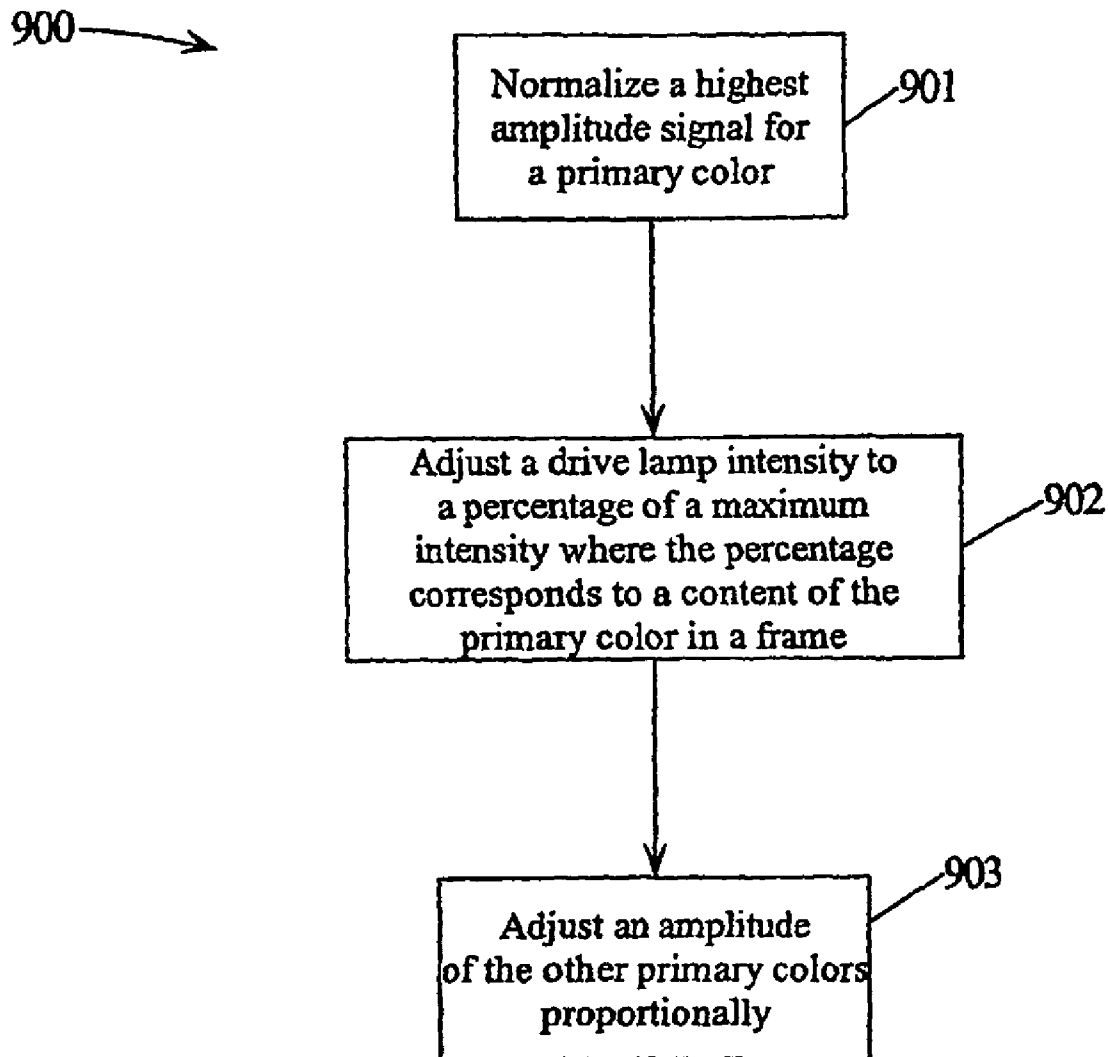 900
Normalize a highest
amplitude signal for
a primary color
901
Adjust a drive lamp intensity to
a percentage of a maximum
intensity where the percentage
corresponds to a content of the
primary color in a frame
902
903
Adjust an amplitude
of the other primary colors
proportionally